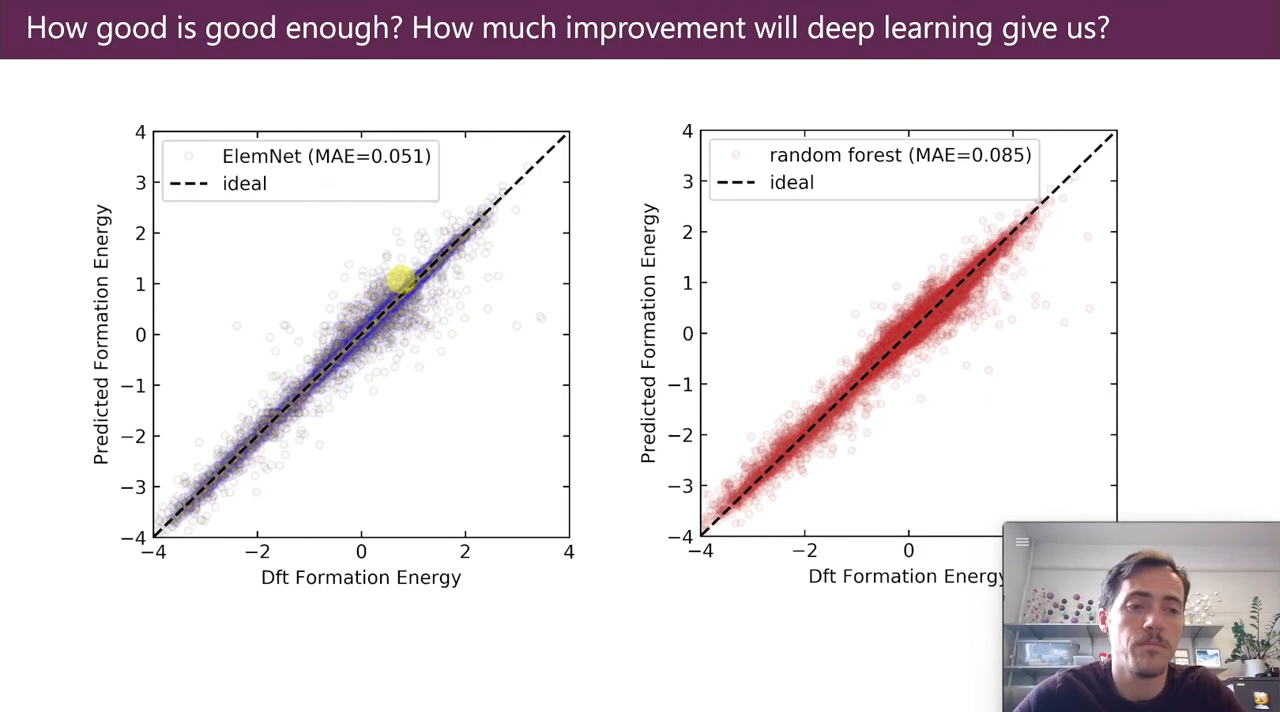 How good is good enough? How much improvement will deep learning give us?
4
3
2
1
0
−1
−2
−3
−4
Predicted Formation Energy
ElemNet (MAE=0.051)
ideal
−4
−2
0
2
4
Dft Formation Energy
4
3
2
1
0
−1
−2
−3
−4
Predicted Formation Energy
random forest (MAE=0.085)
ideal
−4
−2
0
Dft Formation Energy